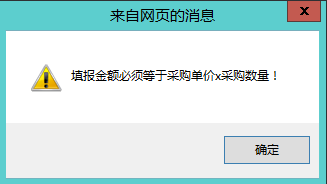 来自网页的消息
填报金额必须等于采购单价x采购数量！
确定